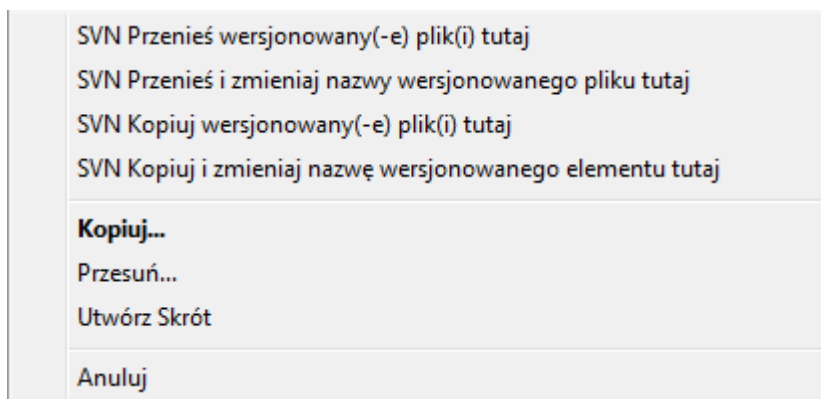 SVN Przenieś wersjonowany(-e) plik(i) tutaj
SVN Przenieś i zmieniaj nazwy wersjonowanego pliku tutaj
SVN Kopiuj wersjonowany(-e) plik(i) tutaj
SVN Kopiuj i zmieniaj nazwę wersjonowanego elementu tutaj
Kopiuj...
Przesuń...
Utwórz Skrót
Anuluj